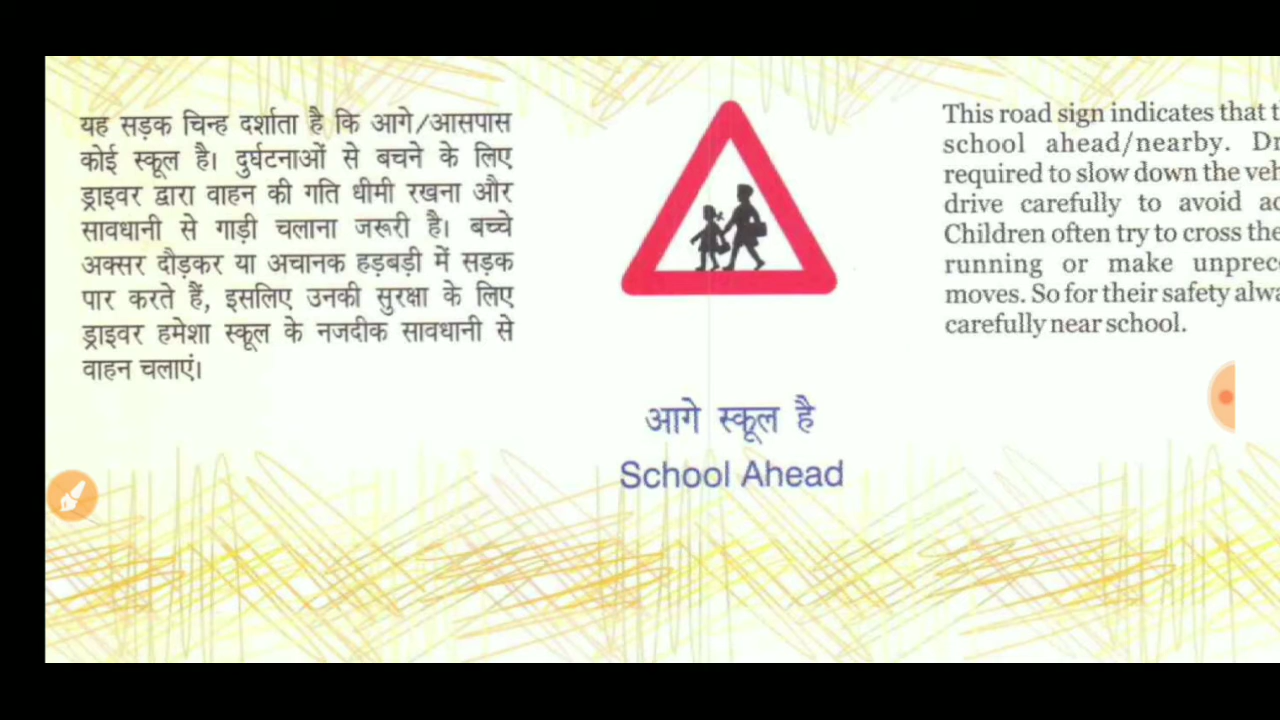 यह सड़क चिन्ह दर्शाता है कि आगे/आसपास
कोई स्कूल है। दुर्घटनाओं से बचने के लिए
ड्राइवर द्वारा वाहन की गति धीमी रखना और
सावधानी से गाड़ी चलाना जरूरी है। बच्चे
अक्सर दौड़कर या अचानक हड़बड़ी में सड़क
पार करते हैं, इसलिए उनकी सुरक्षा के लिए
ड्राइवर हमेशा स्कूल के नजदीक सावधानी से
वाहन चलाएं।
आगे स्कूल है
School Ahead
This road sign indicates that
school ahead/nearby.
required to slow down the
drive carefully to avoid
Children often try to cross the
running or make
moves. So for their safety
carefully near school.